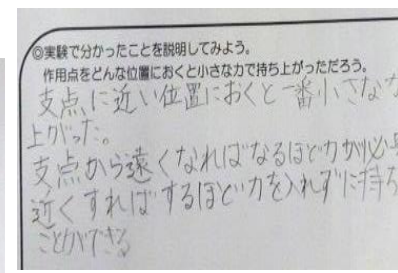 ◎実験で分かったことを説明してみよう。
作用点をどんな位置におくと小さな力で持ち上がっただろう。
支点に近い位置におくと一番小さな力
上がった。
支点から遠くなればなるほど力が必要
近くすればするほど力を入れずに持ち
ことができる